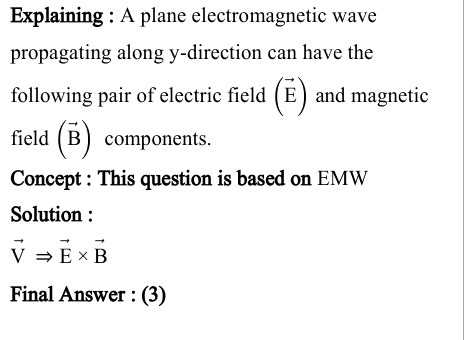 Explaining : A plane electromagnetic wave
propagating along y-direction can have the
following pair of electric field (E⃗) and magnetic
field (B⃗) components.
Concept : This question is based on EMW
Solution :
V⃗ ⇒ E⃗ × B⃗
Final Answer : (3)